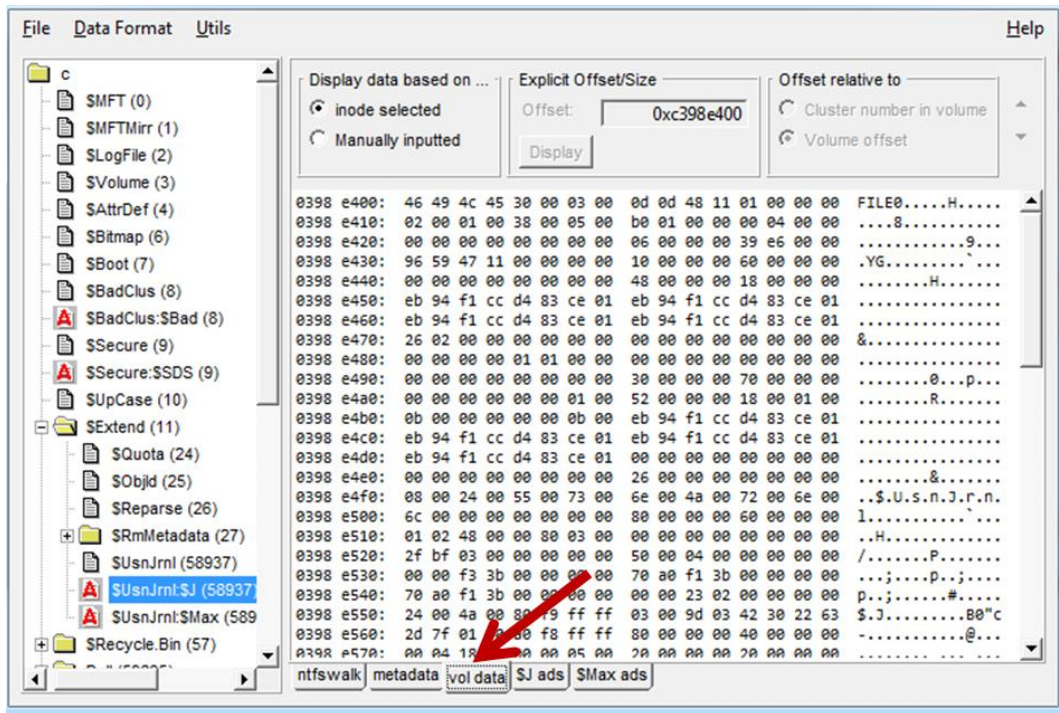 File Data Format Utils Help
c
$MFT (0)
$MFTMirr (1)
$LogFile (2)
$Volume (3)
$AttrDef (4)
$Bitmap (6)
$Boot (7)
$BadClus (8)
$BadClus:$Bad (8)
$Secure (9)
$Secure:$SDS (9)
$UpCase (10)
$Extend (11)
$Quota (24)
$ObjId (25)
$Reparse (26)
$RmMetadata (27)
$UsnJrnl (58937)
$UsnJrnl:$J (58937)
$UsnJrnl:$Max (589
$Recycle.Bin (57)
Display data based on ...
inode selected
Manually inputted
Explicit Offset/Size
Offset: 0xc398e400
Display
Offset relative to
Cluster number in volume
Volume offset
0398 e400: 46 49 4c 45 30 00 03 00 0d 0d 48 11 01 00 00 00 FILE0.....H.....
0398 e410: 02 00 01 00 38 00 05 00 b0 01 00 00 00 04 00 00 ....8...........
0398 e420: 00 00 00 00 00 00 00 00 06 00 00 00 39 e6 00 00 ............9...
0398 e430: 96 59 47 11 00 00 00 00 10 00 00 00 60 00 00 00 .YG.........`...
0398 e440: 00 00 00 00 00 00 00 00 48 00 00 00 18 00 00 00 ........H.......
0398 e450: eb 94 f1 cc d4 83 ce 01 eb 94 f1 cc d4 83 ce 01 ................
0398 e460: eb 94 f1 cc d4 83 ce 01 eb 94 f1 cc d4 83 ce 01 ................
0398 e470: 26 02 00 00 00 00 00 00 00 00 00 00 00 00 00 00 &...............
0398 e480: 00 00 00 00 01 01 00 00 00 00 00 00 00 00 00 00 ................
0398 e490: 00 00 00 00 00 00 00 00 30 00 00 00 70 00 00 00 ........0...p...
0398 e4a0: 00 00 00 00 00 00 01 00 52 00 00 00 18 00 01 00 ........R.......
0398 e4b0: 0b 00 00 00 00 00 0b 00 eb 94 f1 cc d4 83 ce 01 ................
0398 e4c0: eb 94 f1 cc d4 83 ce 01 eb 94 f1 cc d4 83 ce 01 ................
0398 e4d0: eb 94 f1 cc d4 83 ce 01 00 00 00 00 00 00 00 00 ................
0398 e4e0: 00 00 00 00 00 00 00 00 26 00 00 00 00 00 00 00 ........&.......
0398 e4f0: 08 00 24 00 55 00 73 00 6e 00 4a 00 72 00 6e 00 ..$.U.s.n.J.r.n.
0398 e500: 6c 00 00 00 00 00 00 00 80 00 00 00 60 00 00 00 l...........`...
0398 e510: 01 02 48 00 00 80 03 00 00 00 00 00 00 00 00 00 ..H.............
0398 e520: 2f bf 03 00 00 00 00 00 50 00 04 00 00 00 00 00 /.......P.......
0398 e530: 00 00 f3 3b 00 00 00 00 70 a0 f1 3b 00 00 00 00 ...;....p..;....
0398 e540: 70 a0 f1 3b 00 00 00 00 00 00 23 02 00 00 00 00 p..;......#.....
0398 e550: 24 00 4a 00 80 f9 ff ff 03 00 9d 03 42 30 22 63 $.J.........B0"c
0398 e560: 2d 7f 01 f8 ff ff 80 00 00 00 40 00 00 00 -...........@...
0398 e570: 00 04 18 00 00 05 00 20 00 00 00 20 00 00 00
ntfswalk metadata vol data $J ads $Max ads